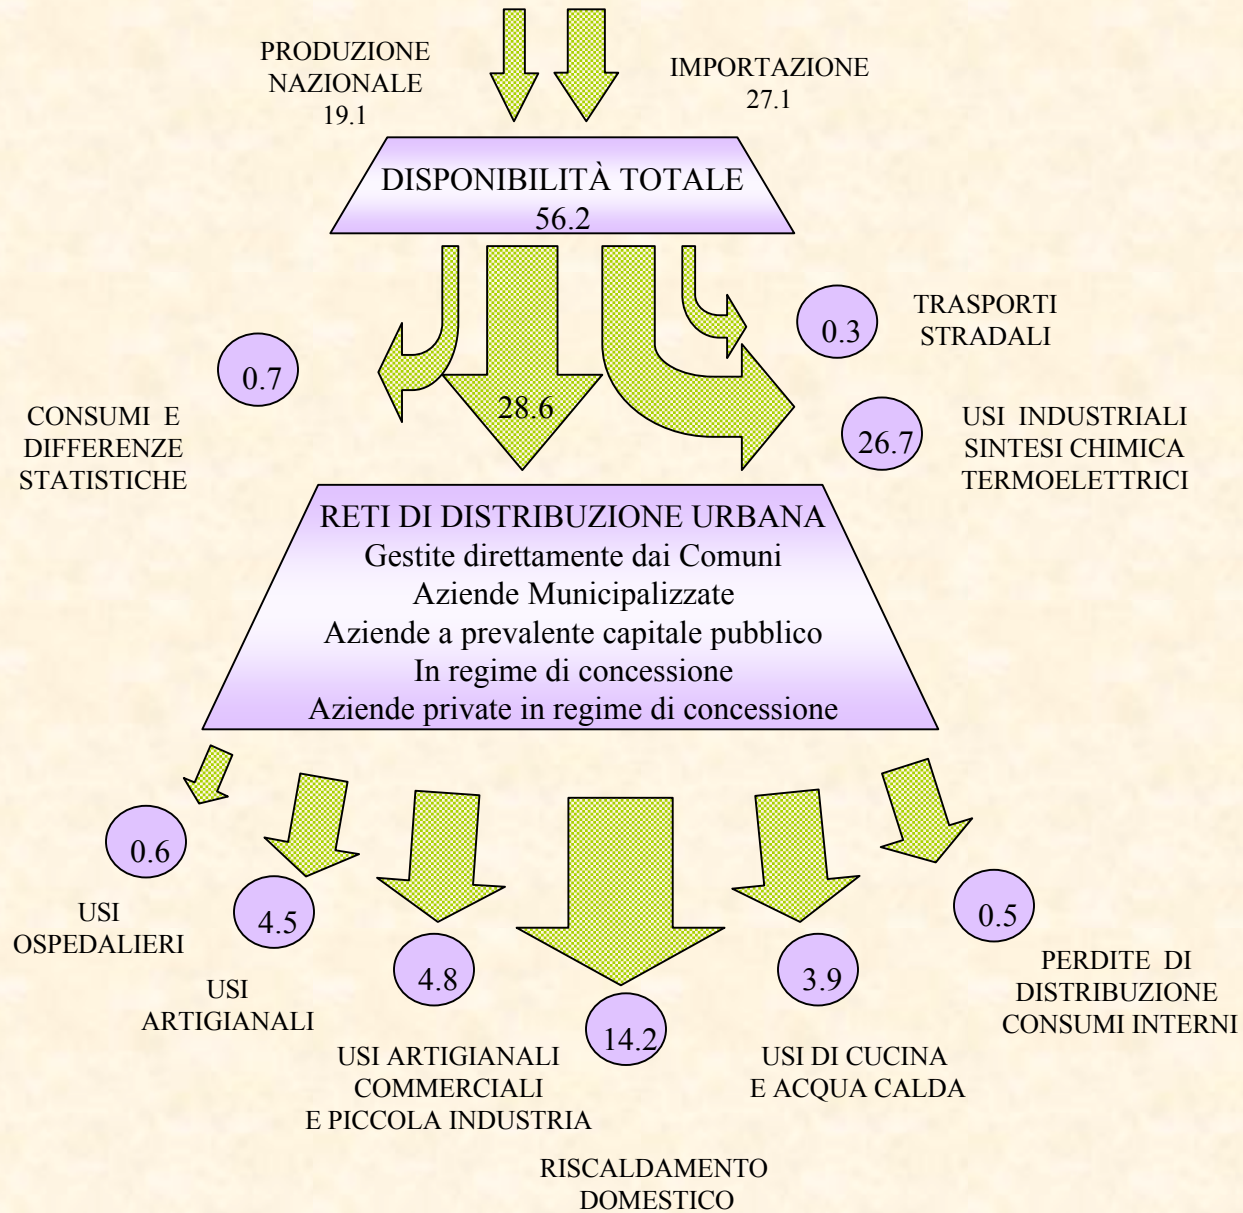 PRODUZIONE
NAZIONALE
19.1
IMPORTAZIONE
27.1
DISPONIBILITÀ TOTALE
56.2
0.3
TRASPORTI
STRADALI
0.7
CONSUMI E
DIFFERENZE
STATISTICHE
28.6
26.7
USI INDUSTRIALI
SINTESI CHIMICA
TERMOELETTRICI
RETI DI DISTRIBUZIONE URBANA
Gestite direttamente dai Comuni
Aziende Municipalizzate
Aziende a prevalente capitale pubblico
In regime di concessione
Aziende private in regime di concessione
0.6
USI
OSPEDALIERI
4.5
USI
ARTIGIANALI
4.8
USI ARTIGIANALI
COMMERCIALI
E PICCOLA INDUSTRIA
14.2
RISCALDAMENTO
DOMESTICO
3.9
USI DI CUCINA
E ACQUA CALDA
0.5
PERDITE DI
DISTRIBUZIONE
CONSUMI INTERNI